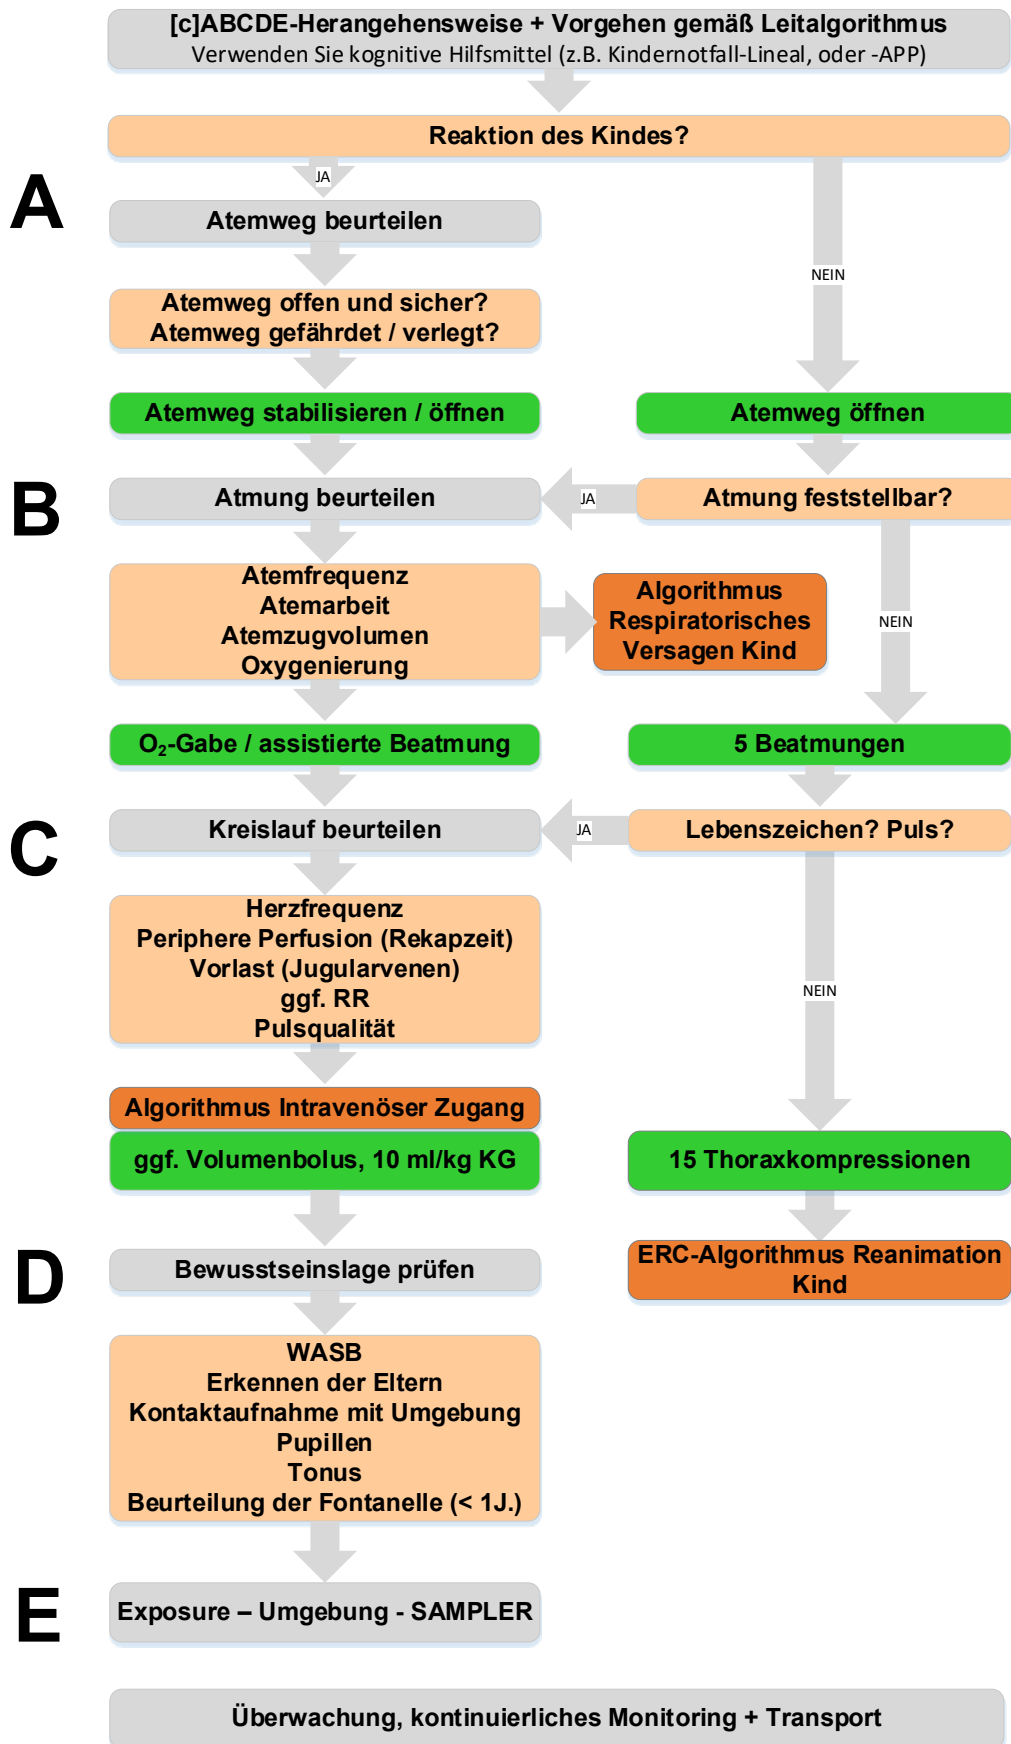 [c]ABCDE-Herangehensweise + Vorgehen gemäß Leitalgorithmus
Verwenden Sie kognitive Hilfsmittel (z.B. Kindernotfall-Lineal, oder -APP)
Reaktion des Kindes?
A
JA
Atemweg beurteilen
NEIN
Atemweg offen und sicher?
Atemweg gefährdet / verlegt?
Atemweg stabilisieren / öffnen
Atemweg öffnen
B
Atmung beurteilen
JA
Atmung feststellbar?
Atemfrequenz
Atemarbeit
Atemzugvolumen
Oxygenierung
Algorithmus
Respiratorisches
Versagen Kind
NEIN
O₂-Gabe / assistierte Beatmung
5 Beatmungen
C
Kreislauf beurteilen
JA
Lebenszeichen? Puls?
Herzfrequenz
Periphere Perfusion (Rekapzeit)
Vorlast (Jugularvenen)
ggf. RR
Pulsqualität
NEIN
Algorithmus Intravenöser Zugang
ggf. Volumenbolus, 10 ml/kg KG
15 Thoraxkompressionen
D
Bewusstseinslage prüfen
ERC-Algorithmus Reanimation
Kind
WASB
Erkennen der Eltern
Kontaktaufnahme mit Umgebung
Pupillen
Tonus
Beurteilung der Fontanelle (< 1J.)
E
Exposure – Umgebung - SAMPLER
Überwachung, kontinuierliches Monitoring + Transport